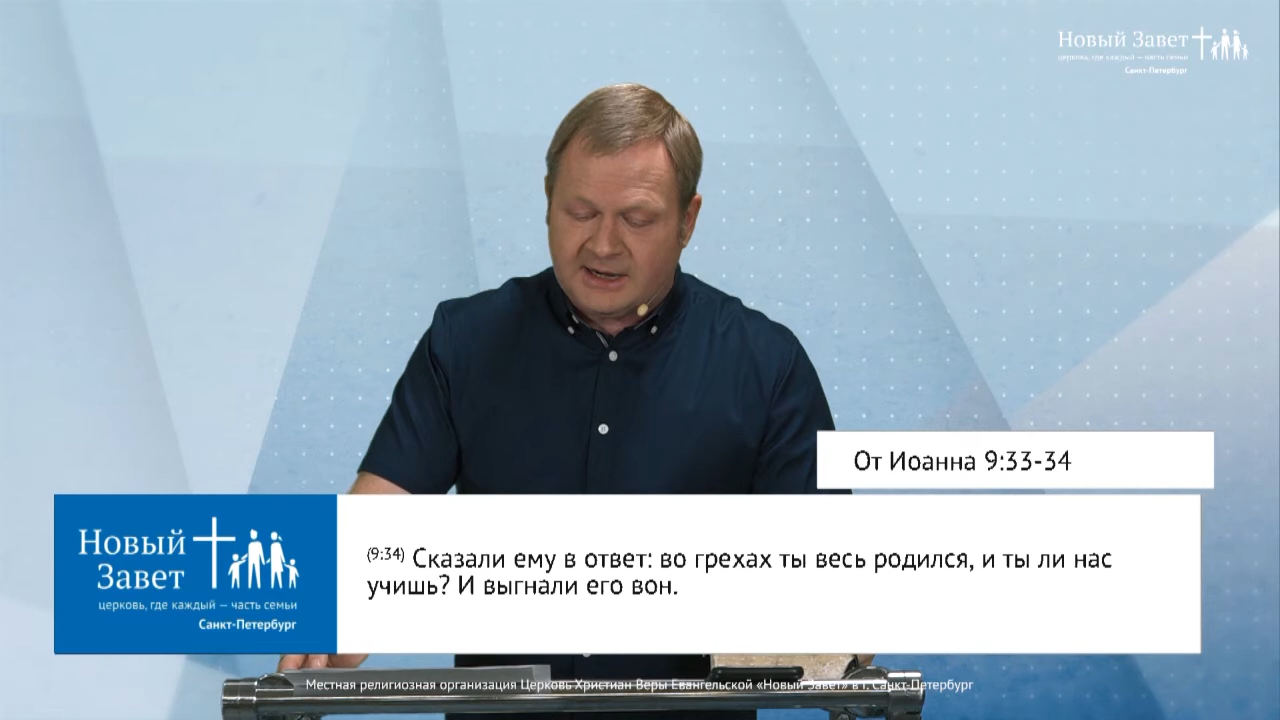 Новый Завет
церковь, где каждый — часть семьи
Санкт-Петербург
От Иоанна 9:33-34
(9:34) Сказали ему в ответ: во грехах ты весь родился, и ты ли нас
учишь? И выгнали его вон.
Новый
Завет
церковь, где каждый — часть семьи
Санкт-Петербург
Местная религиозная организация Церковь Христиан Веры Евангельской «Новый Завет» в г. Санкт-Петербург